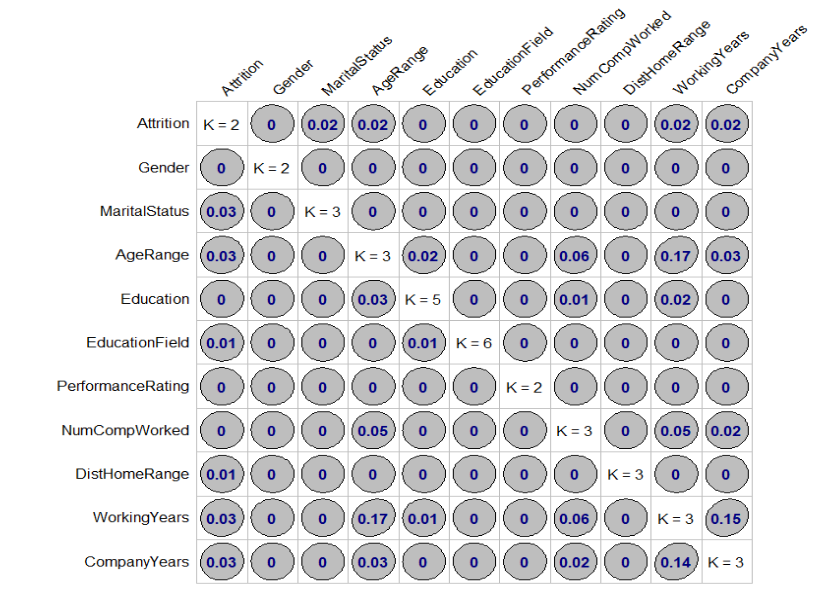 Attrition Gender MaritalStatus AgeRange Education EducationField PerformanceRating NumCompWorked DistHomeRange WorkingYears CompanyYears
Attrition K = 2 0 0.02 0.02 0 0 0 0 0 0.02 0.02
Gender 0 K = 2 0 0 0 0 0 0 0 0 0
MaritalStatus 0.03 0 K = 3 0 0 0 0 0 0 0 0
AgeRange 0.03 0 0 K = 3 0.02 0 0 0.06 0 0.17 0.03
Education 0 0 0 0.03 K = 5 0 0 0.01 0 0.02 0
EducationField 0.01 0 0 0 0.01 K = 6 0 0 0 0 0
PerformanceRating 0 0 0 0 0 0 K = 2 0 0 0 0
NumCompWorked 0 0 0 0.05 0 0 0 K = 3 0 0.05 0.02
DistHomeRange 0.01 0 0 0 0 0 0 0 K = 3 0 0
WorkingYears 0.03 0 0 0.17 0.01 0 0 0.06 0 K = 3 0.15
CompanyYears 0.03 0 0 0.03 0 0 0 0.02 0 0.14 K = 3